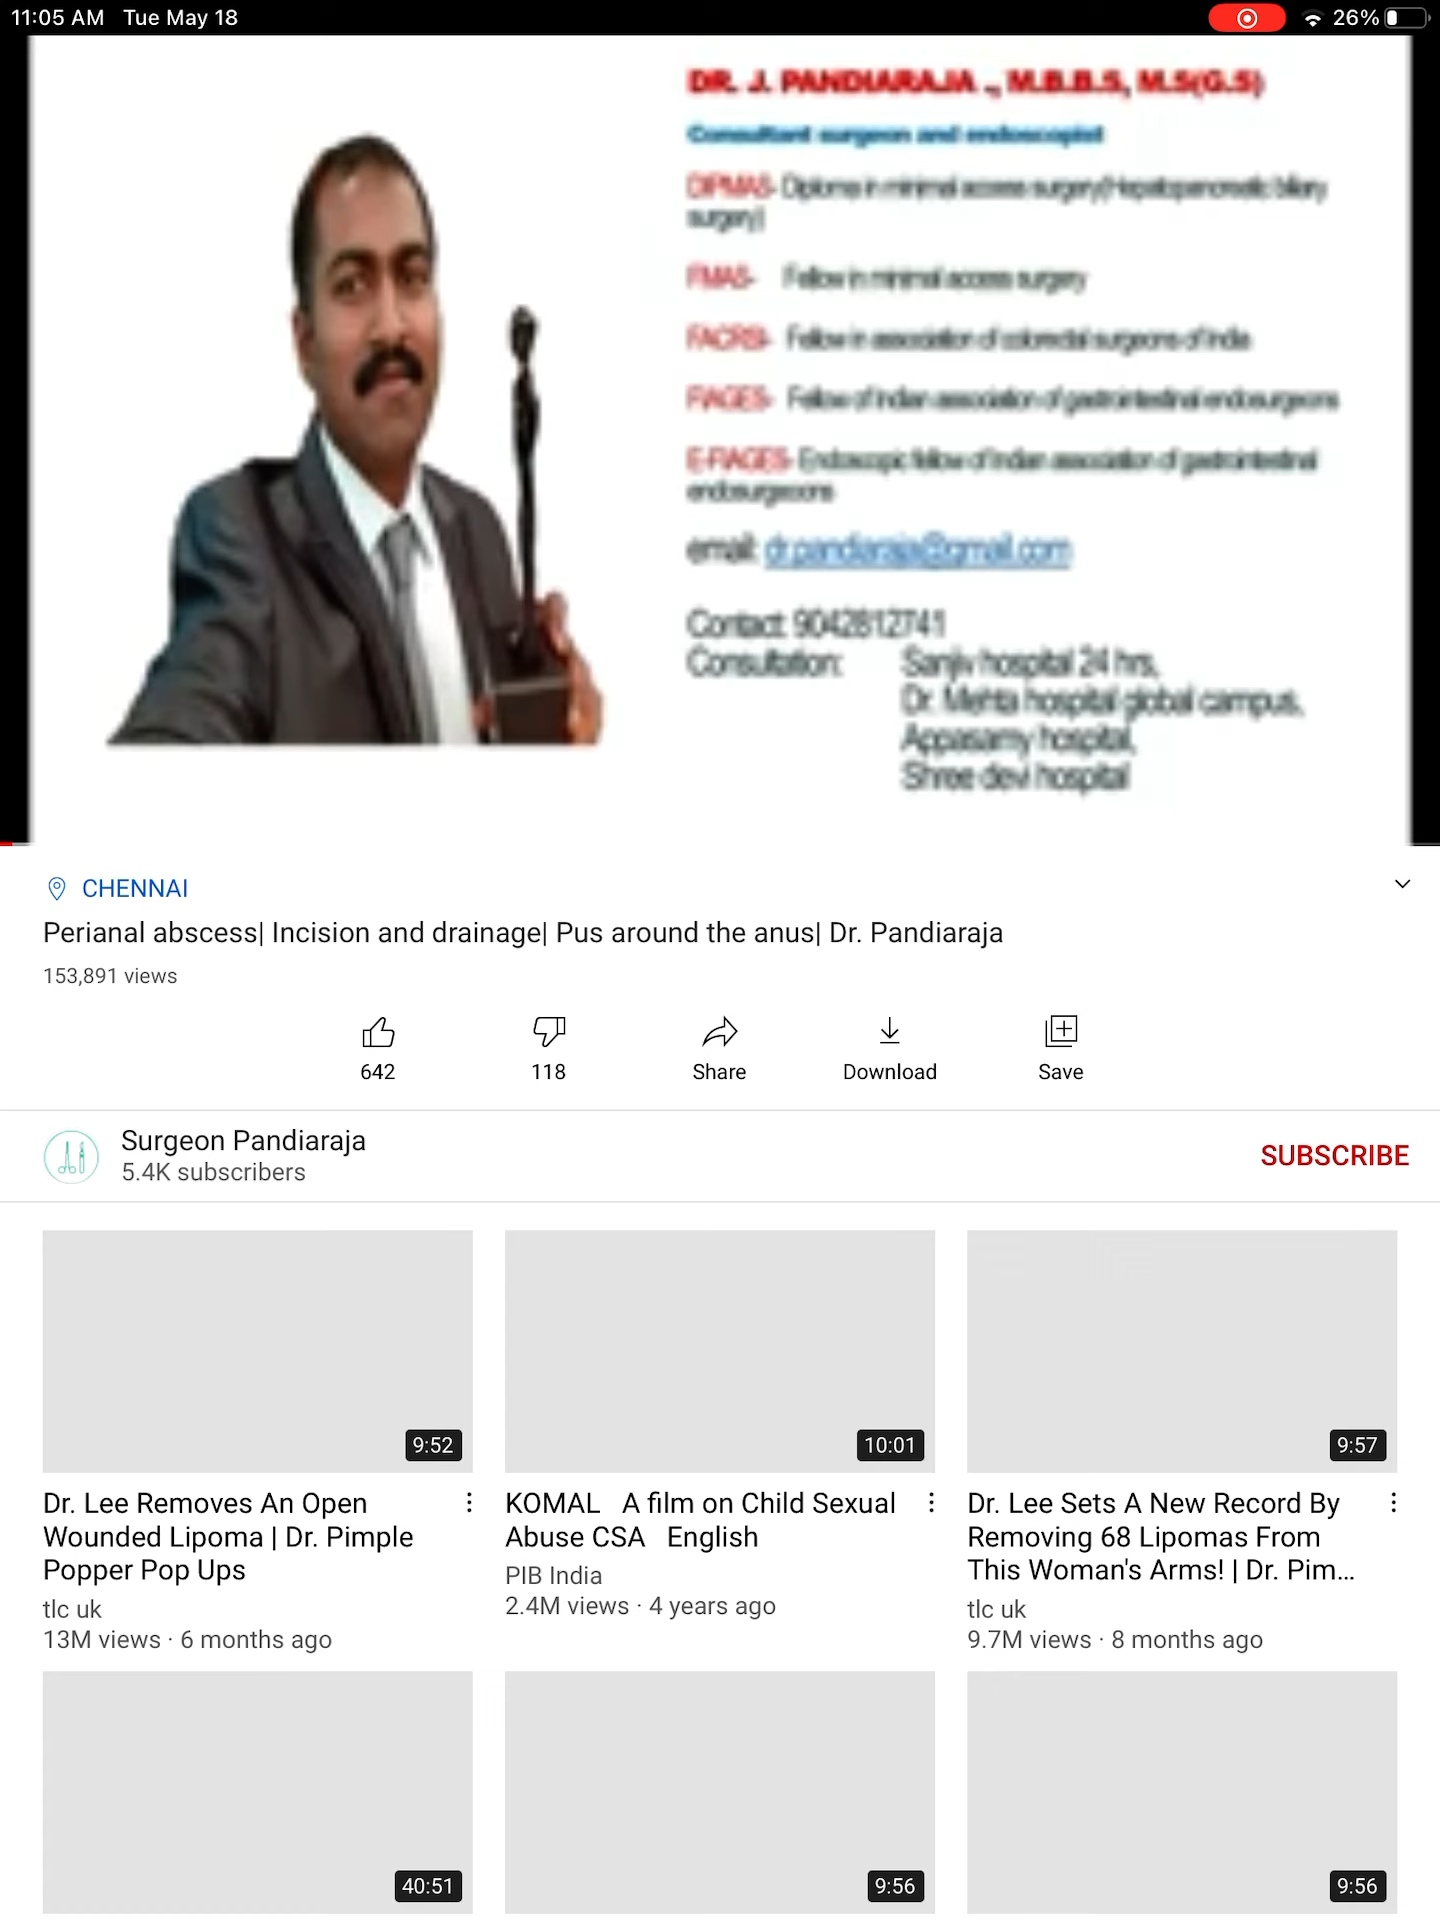 11:05 AM Tue May 18
26%
DR. J. PANDIARAJA ., M.B.B.S, M.S(G.S)
Consultant surgeon and endoscopist
DIPMAS- Diploma in minimal access surgery(Hepatopancreatic biliary
surgery)
FMAS- Fellow in minimal access surgery
FACRSI- Fellow in association of colorectal surgeons of India
FIAGES- Fellow of Indian association of gastrointestinal endosurgeons
E-FIAGES- Endoscopic fellow of Indian association of gastrointestinal
endosurgeons
email: dr.pandiaraja@gmail.com
Contact: 9042812741
Consultation: Sanjiv hospital 24 hrs,
Dr. Mehta hospital global campus,
Appasamy hospital,
Shree devi hospital
CHENNAI
Perianal abscess| Incision and drainage| Pus around the anus| Dr. Pandiaraja
153,891 views
642 118 Share Download Save
Surgeon Pandiaraja
5.4K subscribers
SUBSCRIBE
9:52
Dr. Lee Removes An Open
Wounded Lipoma | Dr. Pimple
Popper Pop Ups
tlc uk
13M views · 6 months ago
10:01
KOMAL A film on Child Sexual
Abuse CSA English
PIB India
2.4M views · 4 years ago
9:57
Dr. Lee Sets A New Record By
Removing 68 Lipomas From
This Woman's Arms! | Dr. Pim...
tlc uk
9.7M views · 8 months ago
40:51
9:56
9:56